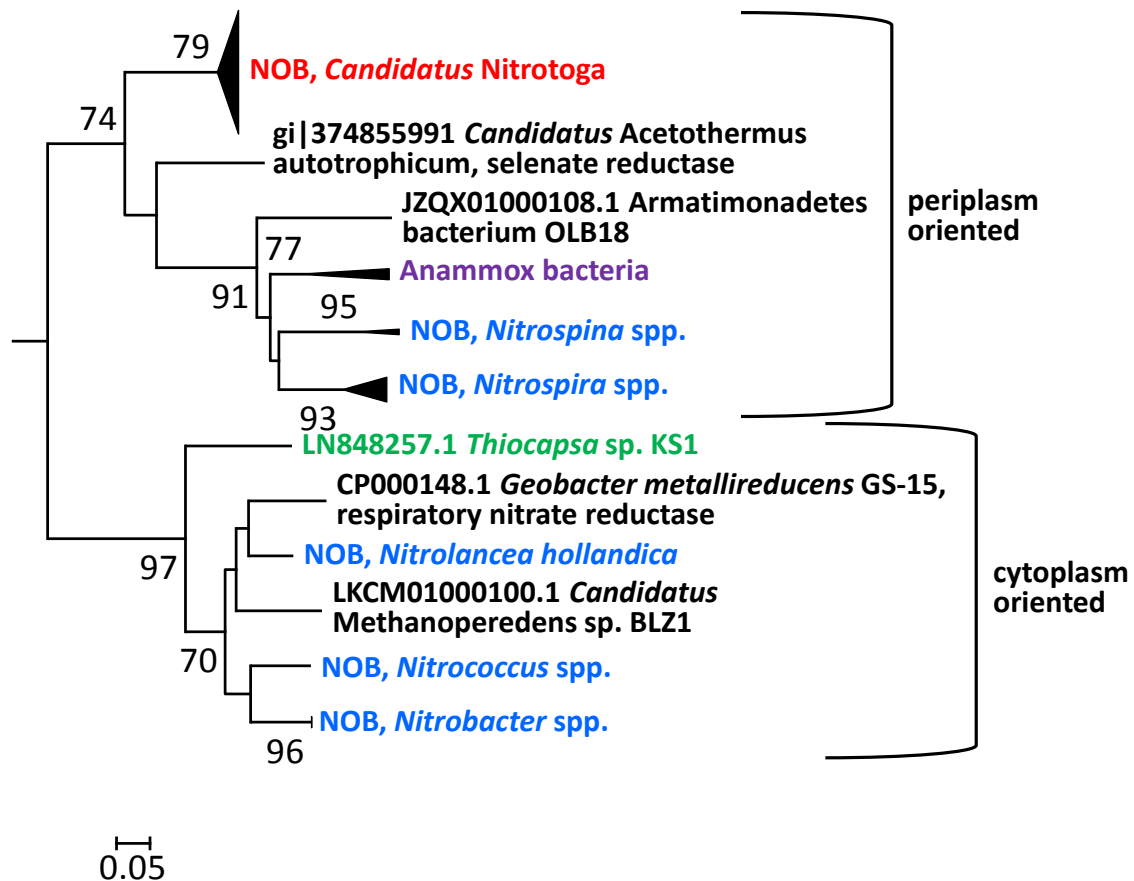 79
NOB, Candidatus Nitrotoga
74
gi|374855991 Candidatus Acetothermus
autotrophicum, selenate reductase
JZQX01000108.1 Armatimonadetes
bacterium OLB18
periplasm
oriented
77
Anammox bacteria
91
95
NOB, Nitrospina spp.
NOB, Nitrospira spp.
93
LN848257.1 Thiocapsa sp. KS1
CP000148.1 Geobacter metallireducens GS-15,
respiratory nitrate reductase
NOB, Nitrolancea hollandica
97
cytoplasm
oriented
LKCM01000100.1 Candidatus
Methanoperedens sp. BLZ1
70
NOB, Nitrococcus spp.
NOB, Nitrobacter spp.
96
0.05